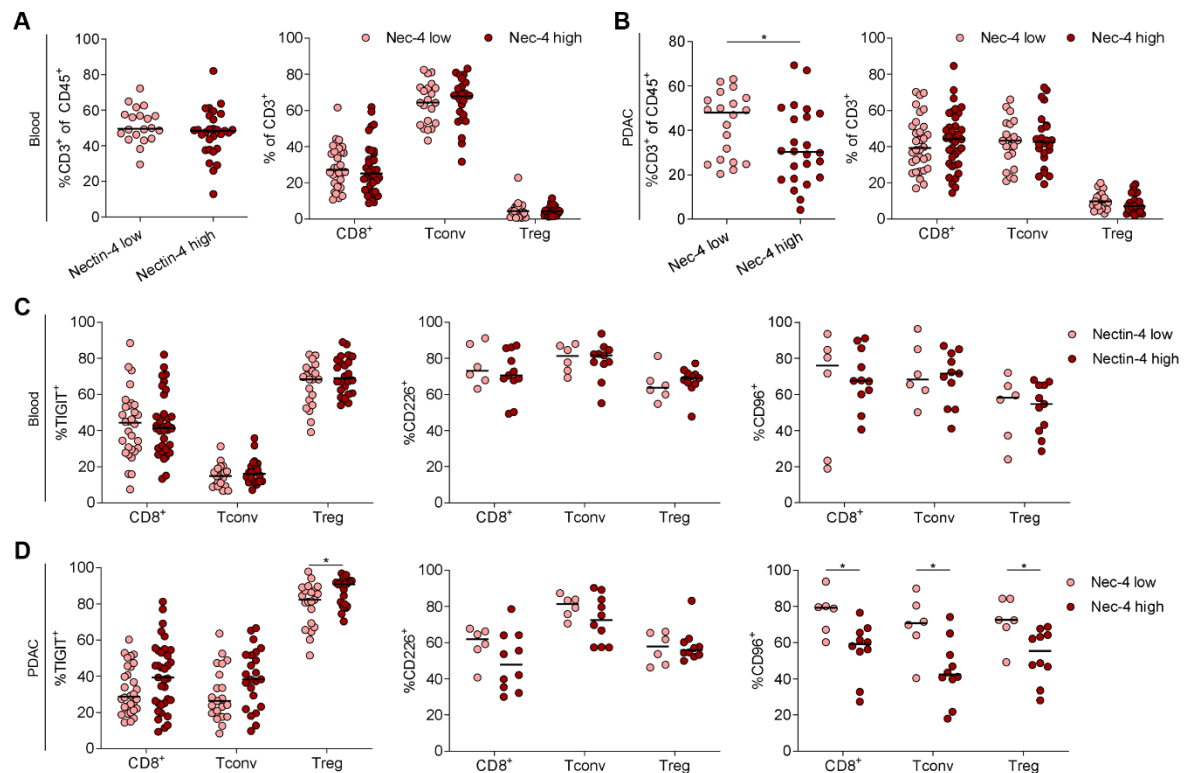 A
Blood
%CD3⁺ of CD45⁺
100
80
60
40
20
0
Nectin-4 low
Nectin-4 high
Nec-4 low
Nec-4 high
% of CD3⁺
100
80
60
40
20
0
CD8⁺
Tconv
Treg
B
PDAC
%CD3⁺ of CD45⁺
80
60
40
20
0
*
Nec-4 low
Nec-4 high
Nec-4 low
Nec-4 high
% of CD3⁺
100
80
60
40
20
0
CD8⁺
Tconv
Treg
C
Blood
%TIGIT⁺
100
80
60
40
20
0
CD8⁺
Tconv
Treg
%CD226⁺
100
80
60
40
20
0
CD8⁺
Tconv
Treg
%CD96⁺
100
80
60
40
20
0
CD8⁺
Tconv
Treg
Nectin-4 low
Nectin-4 high
D
PDAC
%TIGIT⁺
100
80
60
40
20
0
*
CD8⁺
Tconv
Treg
%CD226⁺
100
80
60
40
20
0
CD8⁺
Tconv
Treg
%CD96⁺
100
80
60
40
20
0
*
*
*
CD8⁺
Tconv
Treg
Nec-4 low
Nec-4 high